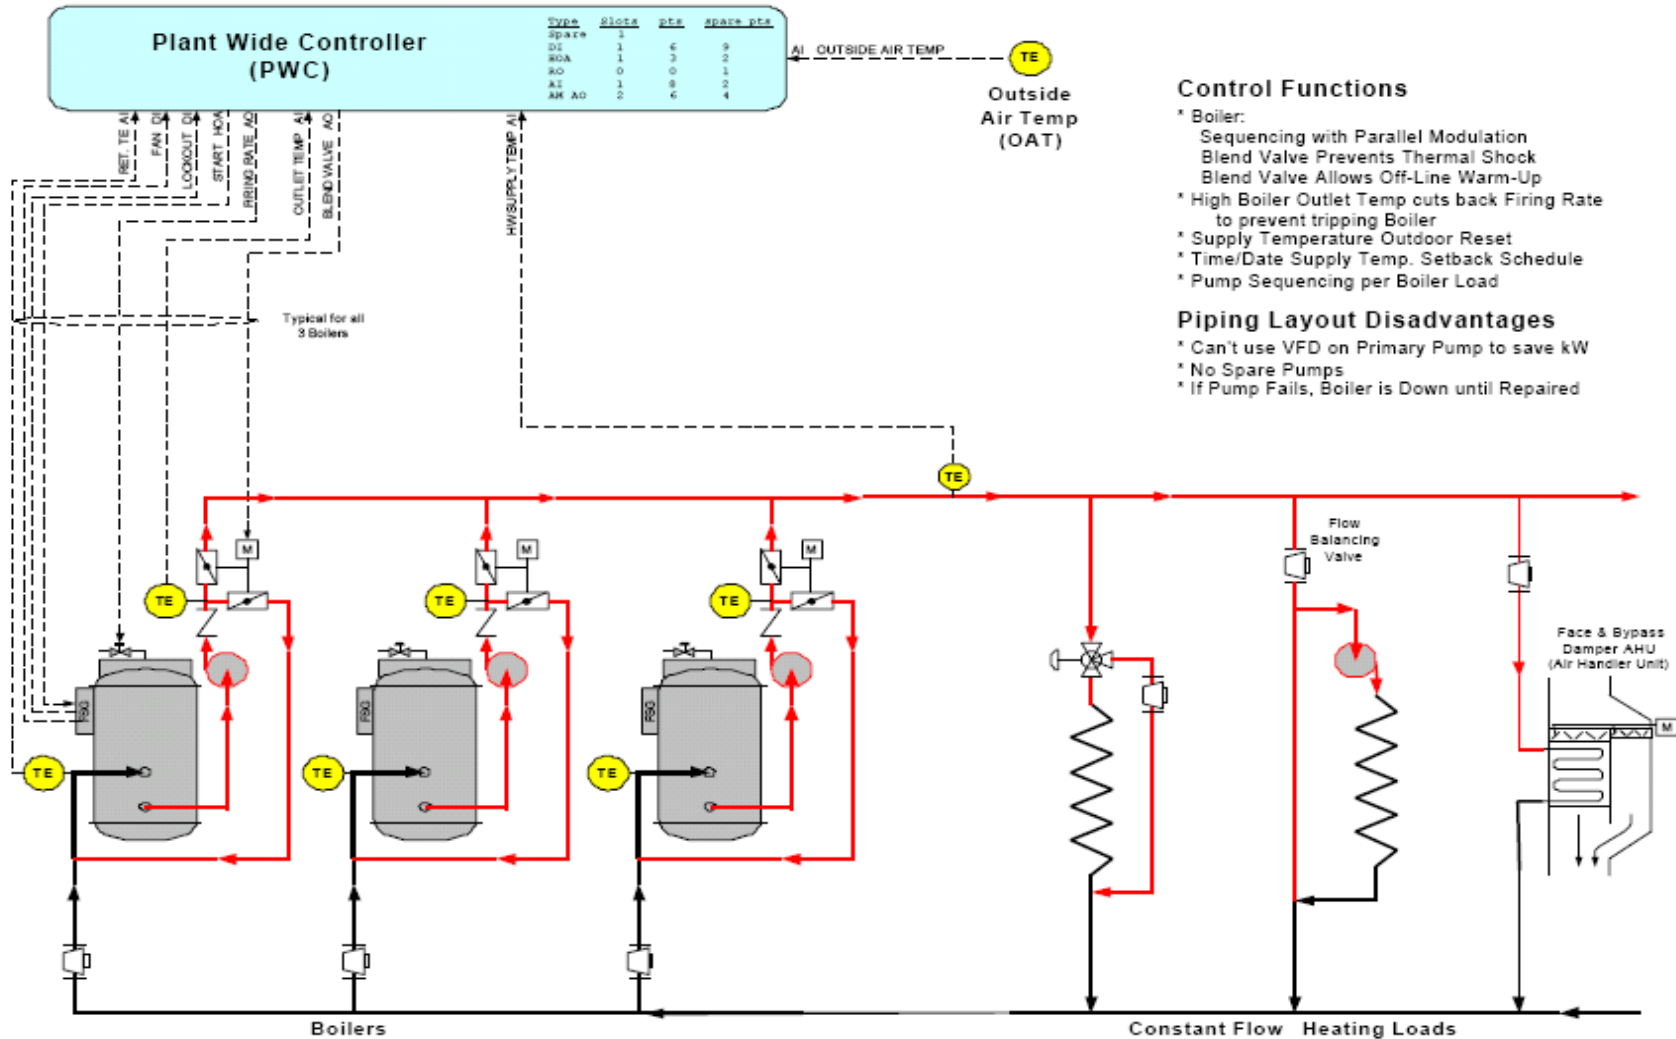 Plant Wide Controller
(PWC)
Type Slots pts spare pts
Spare 1
DI 1 6 9
HOA 1 3 2
RO 0 0 1
AI 1 8 2
AM AO 2 6 4
AI OUTSIDE AIR TEMP
TE
Outside
Air Temp
(OAT)
RET. TE AI
FAN DI
LOCKOUT DI
START HOA
FIRING RATE AO
OUTLET TEMP AI
BLEND VALVE AO
HW SUPPLY TEMP AI
Control Functions
* Boiler:
Sequencing with Parallel Modulation
Blend Valve Prevents Thermal Shock
Blend Valve Allows Off-Line Warm-Up
* High Boiler Outlet Temp cuts back Firing Rate
to prevent tripping Boiler
* Supply Temperature Outdoor Reset
* Time/Date Supply Temp. Setback Schedule
* Pump Sequencing per Boiler Load
Piping Layout Disadvantages
* Can't use VFD on Primary Pump to save kW
* No Spare Pumps
* If Pump Fails, Boiler is Down until Repaired
Typical for all
3 Boilers
TE
M
M
M
Flow
Balancing
Valve
TE
TE
TE
Face & Bypass
Damper AHU
(Air Handler Unit)
FSG
FSG
FSG
M
TE
TE
TE
Boilers
Constant Flow Heating Loads